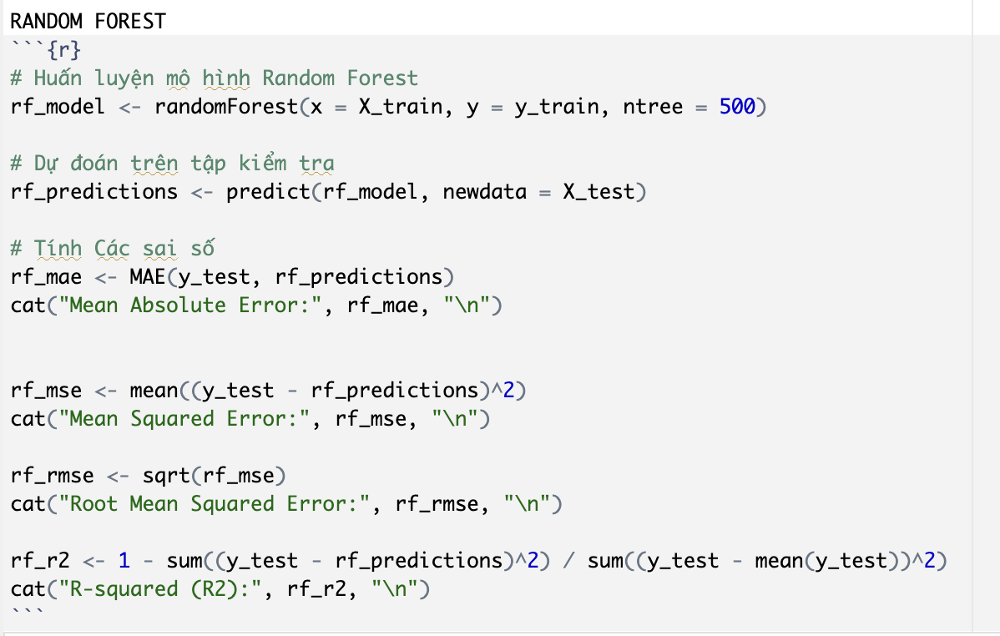 RANDOM FOREST
```{r}
# Huấn luyện mô hình Random Forest
rf_model <- randomForest(x = X_train, y = y_train, ntree = 500)
# Dự đoán trên tập kiểm tra
rf_predictions <- predict(rf_model, newdata = X_test)
# Tính Các sai số
rf_mae <- MAE(y_test, rf_predictions)
cat("Mean Absolute Error:", rf_mae, "\n")
rf_mse <- mean((y_test - rf_predictions)^2)
cat("Mean Squared Error:", rf_mse, "\n")
rf_rmse <- sqrt(rf_mse)
cat("Root Mean Squared Error:", rf_rmse, "\n")
rf_r2 <- 1 - sum((y_test - rf_predictions)^2) / sum((y_test - mean(y_test))^2)
cat("R-squared (R2):", rf_r2, "\n")
```